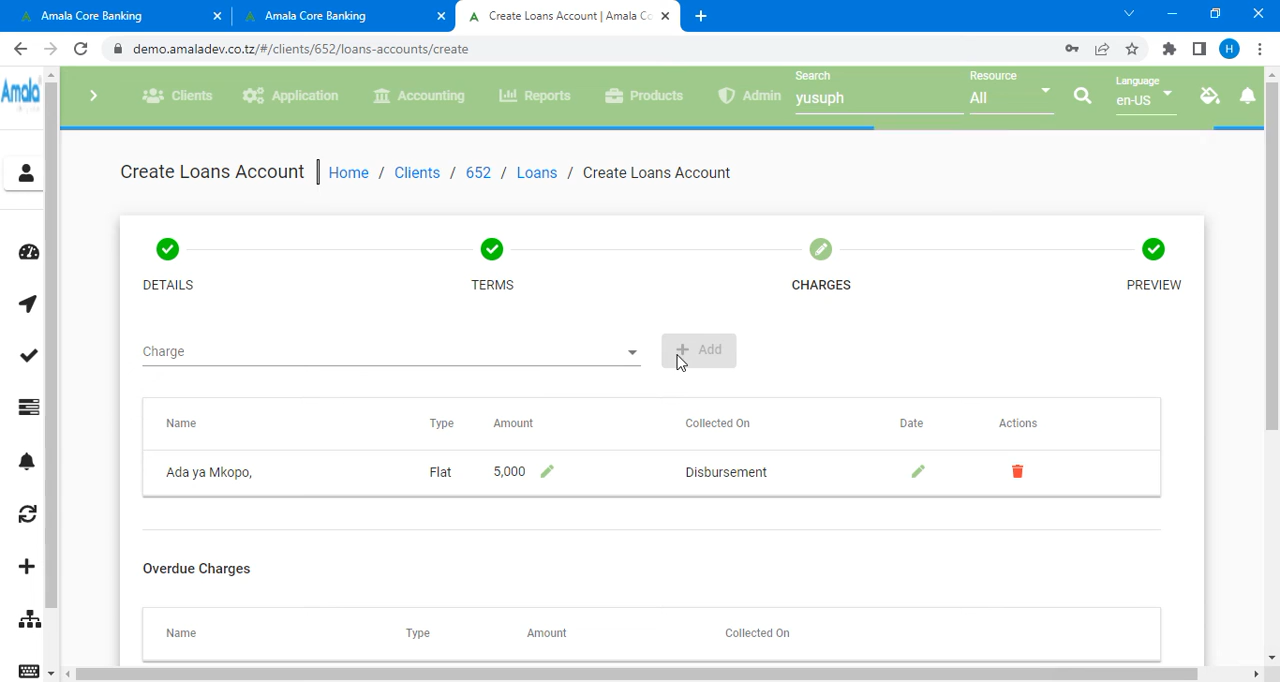 Amala Core Banking
Amala Core Banking
Create Loans Account | Amala Co
demo.amaladev.co.tz/#/clients/652/loans-accounts/create
H
Amala
Clients
Application
Accounting
Reports
Products
Admin
Search
yusuph
Resource
All
Language
en-US
Create Loans Account
Home / Clients / 652 / Loans / Create Loans Account
DETAILS
TERMS
CHARGES
PREVIEW
Charge
+ Add
Name Type Amount Collected On Date Actions
Ada ya Mkopo, Flat 5,000 Disbursement
Overdue Charges
Name Type Amount Collected On